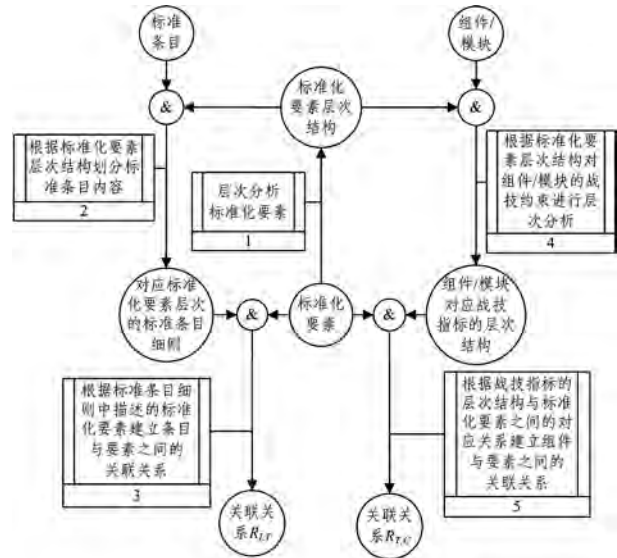 标准
条目
组件/
模块
&
标准化
要素层次
结构
&
根据标准化要素
层次结构划分标
准条目内容
2
层次分析
标准化要素
1
根据标准化要
素层次结构对
组件/模块的战
技约束进行层
次分析
4
对应标准
化要素层次
的标准条目
细则
&
标准化
要素
&
组件/模块
对应战技
指标的层次
结构
根据标准条目细
则中描述的标准
化要素建立条目
与要素之间的
关联关系
3
根据战技指标的
层次结构与标准
化要素之间的对
应关系建立组件
与要素之间的
关联关系
5
关联关
系R
关联关
系R